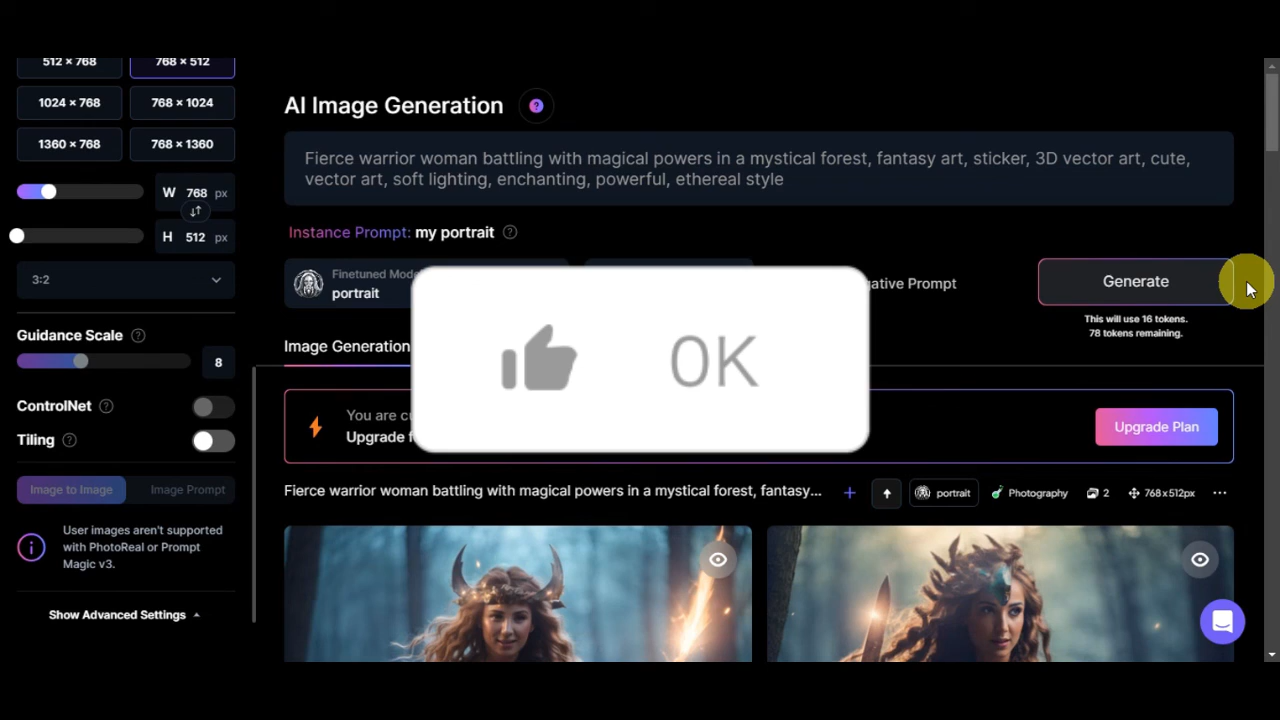 512 × 768
768 × 512
1024 × 768
768 × 1024
1360 × 768
768 × 1360
W 768 px
H 512 px
3:2
Guidance Scale
8
ControlNet
Tiling
Image to Image
Image Prompt
User images aren't supported
with PhotoReal or Prompt
Magic v3.
Show Advanced Settings
AI Image Generation
?
Fierce warrior woman battling with magical powers in a mystical forest, fantasy art, sticker, 3D vector art, cute,
vector art, soft lighting, enchanting, powerful, ethereal style
Instance Prompt: my portrait
Finetuned Mode
portrait
ative Prompt
Generate
This will use 16 tokens.
78 tokens remaining.
Image Generation
0K
You are cu
Upgrade f
Upgrade Plan
Fierce warrior woman battling with magical powers in a mystical forest, fantasy...
portrait
Photography
2
768x512px